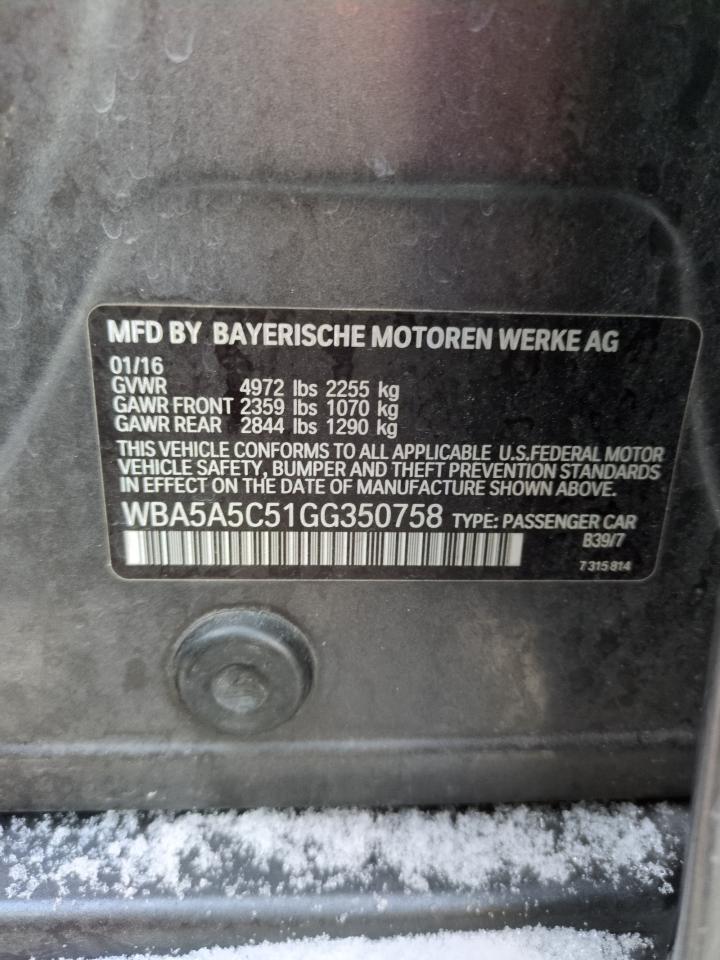 MFD BY BAYERISCHE MOTOREN WERKE AG
01/16
GVWR 4972 lbs 2255 kg
GAWR FRONT 2359 lbs 1070 kg
GAWR REAR 2844 lbs 1290 kg
THIS VEHICLE CONFORMS TO ALL APPLICABLE U.S.FEDERAL MOTOR
VEHICLE SAFETY, BUMPER AND THEFT PREVENTION STANDARDS
IN EFFECT ON THE DATE OF MANUFACTURE SHOWN ABOVE.
WBA5A5C51GG350758 TYPE: PASSENGER CAR
B39/7
7 315 814